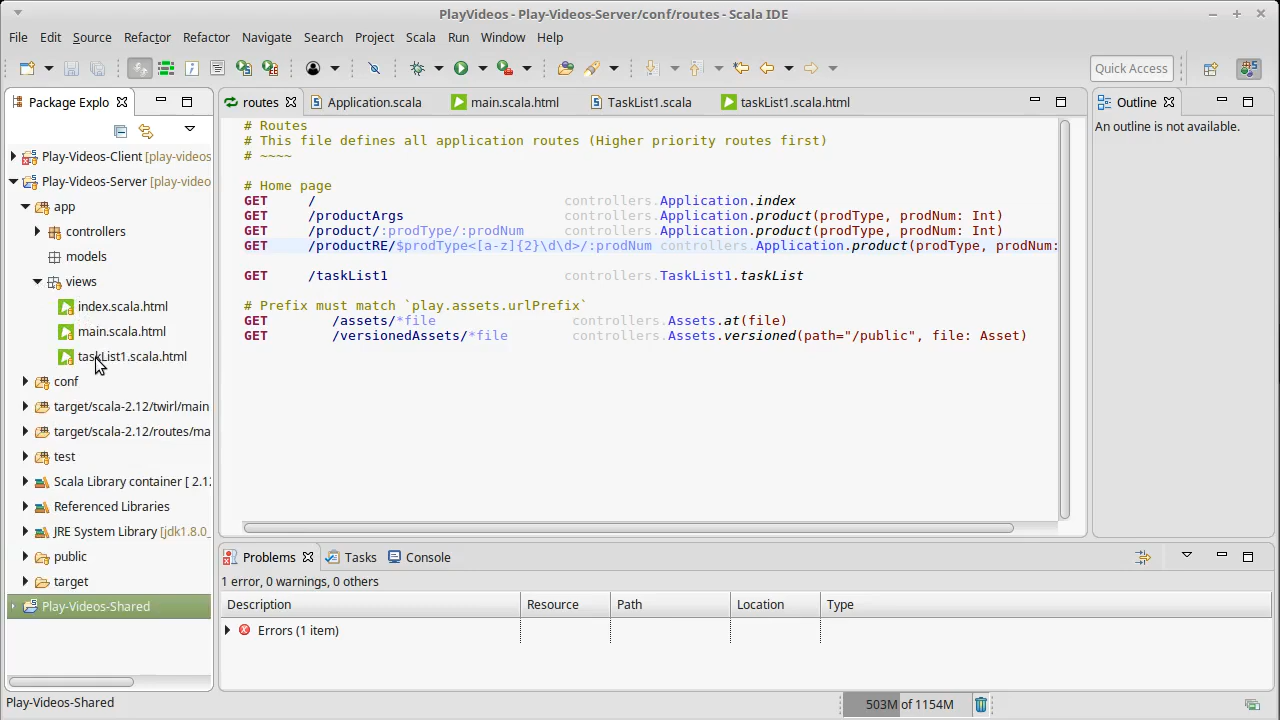 PlayVideos - Play-Videos-Server/conf/routes - Scala IDE
File Edit Source Refactor Refactor Navigate Search Project Scala Run Window Help
Quick Access
Package Explo
routes
Application.scala
main.scala.html
TaskList1.scala
taskList1.scala.html
Outline
An outline is not available.
Play-Videos-Client [play-videos
Play-Videos-Server [play-video
app
controllers
models
views
index.scala.html
main.scala.html
taskList1.scala.html
conf
target/scala-2.12/twirl/main
target/scala-2.12/routes/ma
test
Scala Library container [ 2.12
Referenced Libraries
JRE System Library [jdk1.8.0_
public
target
Play-Videos-Shared
# Routes
# This file defines all application routes (Higher priority routes first)
# ~~~~
# Home page
GET / controllers.Application.index
GET /productArgs controllers.Application.product(prodType, prodNum: Int)
GET /product/:prodType/:prodNum controllers.Application.product(prodType, prodNum: Int)
GET /productRE/$prodType<[a-z]{2}\d\d>/:prodNum controllers.Application.product(prodType, prodNum:
GET /taskList1 controllers.TaskList1.taskList
# Prefix must match `play.assets.urlPrefix`
GET /assets/*file controllers.Assets.at(file)
GET /versionedAssets/*file controllers.Assets.versioned(path="/public", file: Asset)
Problems Tasks Console
1 error, 0 warnings, 0 others
Description Resource Path Location Type
Errors (1 item)
Play-Videos-Shared
503M of 1154M